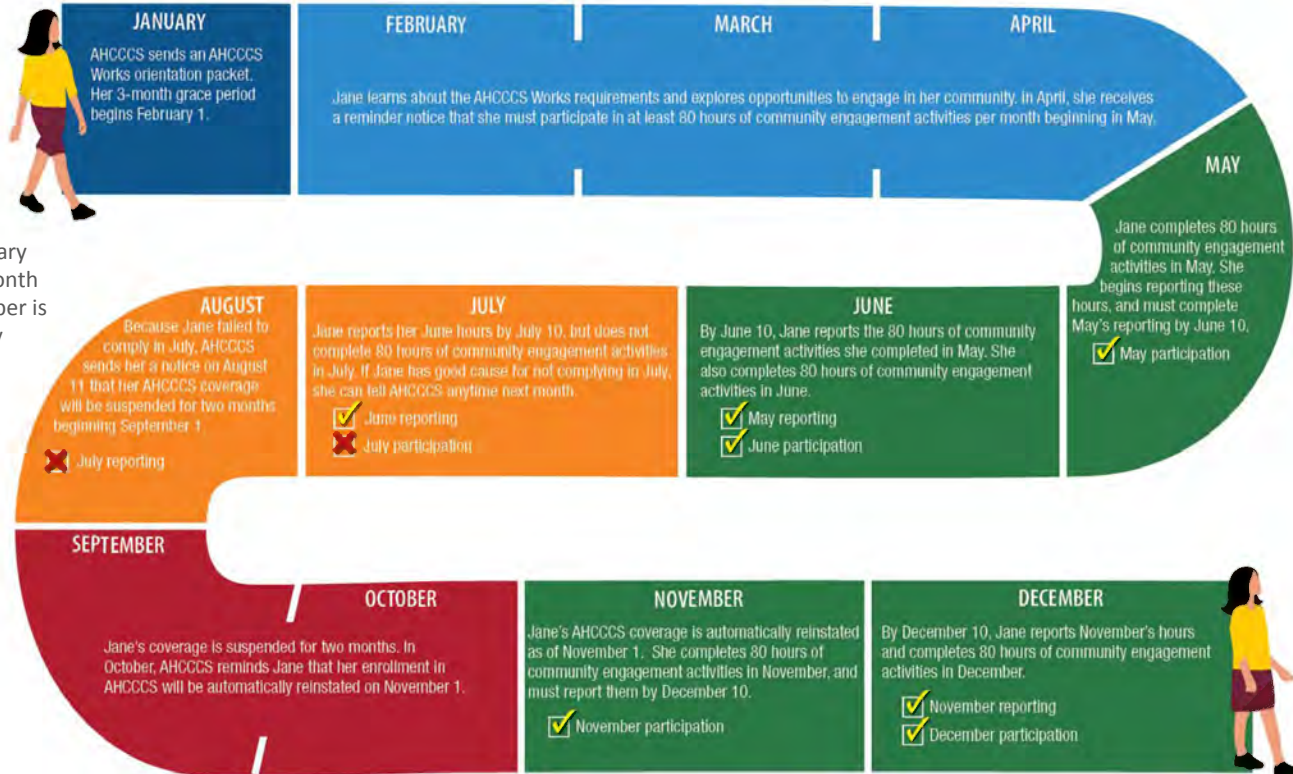 JANUARY
AHCCCS sends an AHCCCS
Works orientation packet.
Her 3-month grace period
begins February 1.
FEBRUARY
MARCH
APRIL
Jane learns about the AHCCCS Works requirements and explores opportunities to engage in her community. In April, she receives
a reminder notice that she must participate in at least 80 hours of community engagement activities per month beginning in May.
MAY
Jane completes 80 hours
of community engagement
activities in May. She
begins reporting these
hours, and must complete
May's reporting by June 10.
May participation
JUNE
By June 10, Jane reports the 80 hours of community
engagement activities she completed in May. She
also completes 80 hours of community engagement
activities in June.
May reporting
June participation
JULY
Jane reports her June hours by July 10, but does not
complete 80 hours of community engagement activities
in July. If Jane has good cause for not complying in July,
she can tell AHCCCS anytime next month.
June reporting
July participation
AUGUST
Because Jane failed to
comply in July, AHCCCS
sends her a notice on August
11 that her AHCCCS coverage
will be suspended for two months
beginning September 1
July reporting
ary
onth
ber is
SEPTEMBER
OCTOBER
Jane's coverage is suspended for two months. In
October, AHCCCS reminds Jane that her enrollment in
AHCCCS will be automatically reinstated on November 1.
NOVEMBER
Jane's AHCCCS coverage is automatically reinstated
as of November 1. She completes 80 hours of
community engagement activities in November, and
must report them by December 10.
November participation
DECEMBER
By December 10, Jane reports November's hours
and completes 80 hours of community engagement
activities in December.
November reporting
December participation